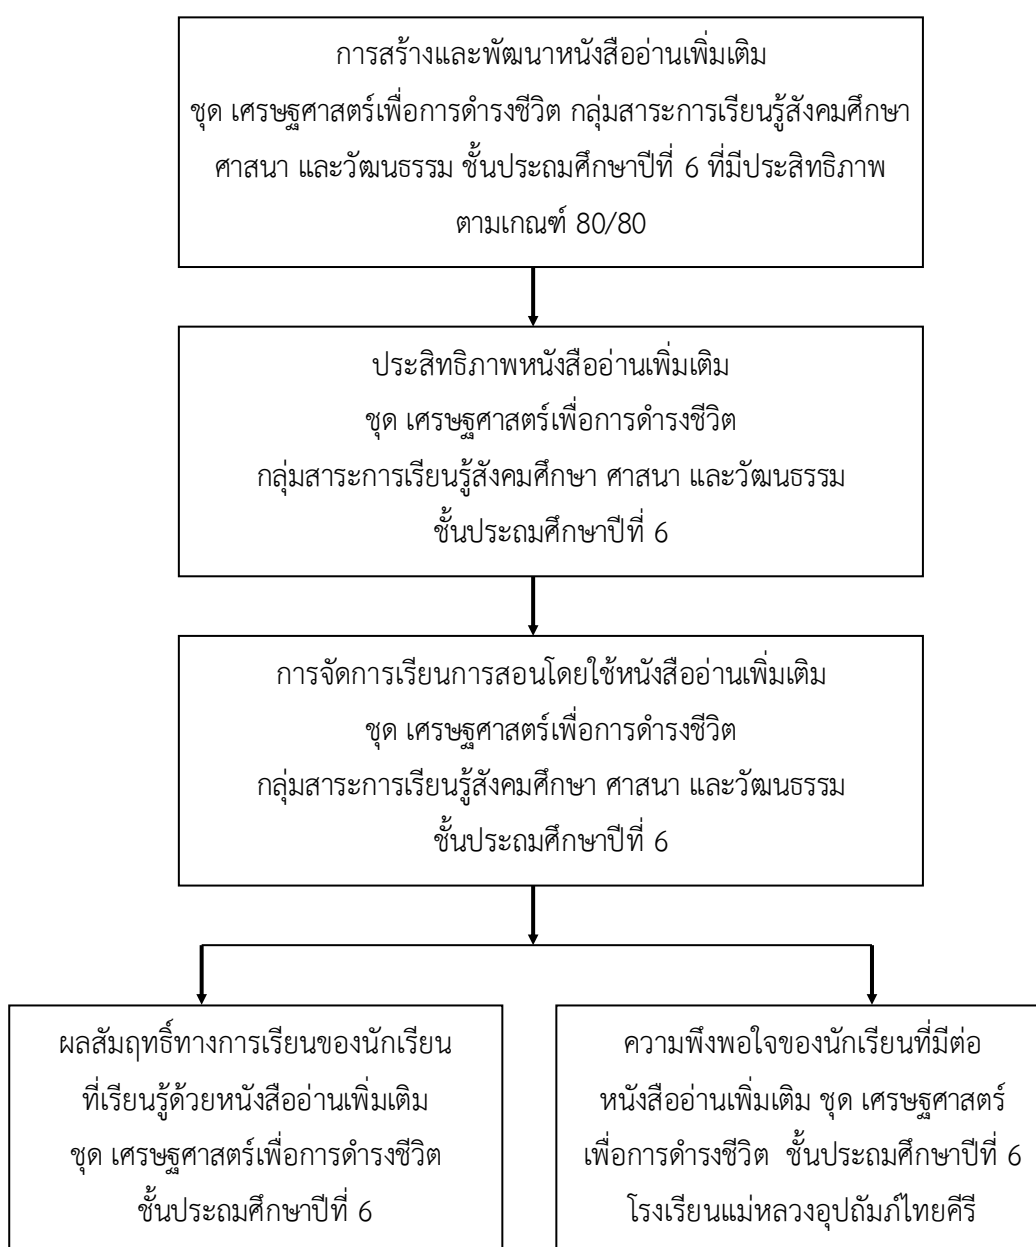 การสร้างและพัฒนาหนังสืออ่านเพิ่มเติม
ชุด เศรษฐศาสตร์เพื่อการดำรงชีวิต กลุ่มสาระการเรียนรู้สังคมศึกษา
ศาสนา และวัฒนธรรม ชั้นประถมศึกษาปีที่ 6 ที่มีประสิทธิภาพ
ตามเกณฑ์ 80/80
ประสิทธิภาพหนังสืออ่านเพิ่มเติม
ชุด เศรษฐศาสตร์เพื่อการดำรงชีวิต
กลุ่มสาระการเรียนรู้สังคมศึกษา ศาสนา และวัฒนธรรม
ชั้นประถมศึกษาปีที่ 6
การจัดการเรียนการสอนโดยใช้หนังสืออ่านเพิ่มเติม
ชุด เศรษฐศาสตร์เพื่อการดำรงชีวิต
กลุ่มสาระการเรียนรู้สังคมศึกษา ศาสนา และวัฒนธรรม
ชั้นประถมศึกษาปีที่ 6
ผลสัมฤทธิ์ทางการเรียนของนักเรียน
ที่เรียนรู้ด้วยหนังสืออ่านเพิ่มเติม
ชุด เศรษฐศาสตร์เพื่อการดำรงชีวิต
ชั้นประถมศึกษาปีที่ 6
ความพึงพอใจของนักเรียนที่มีต่อ
หนังสืออ่านเพิ่มเติม ชุด เศรษฐศาสตร์
เพื่อการดำรงชีวิต ชั้นประถมศึกษาปีที่ 6
โรงเรียนแม่หลวงอุปถัมภ์ไทยคีรี